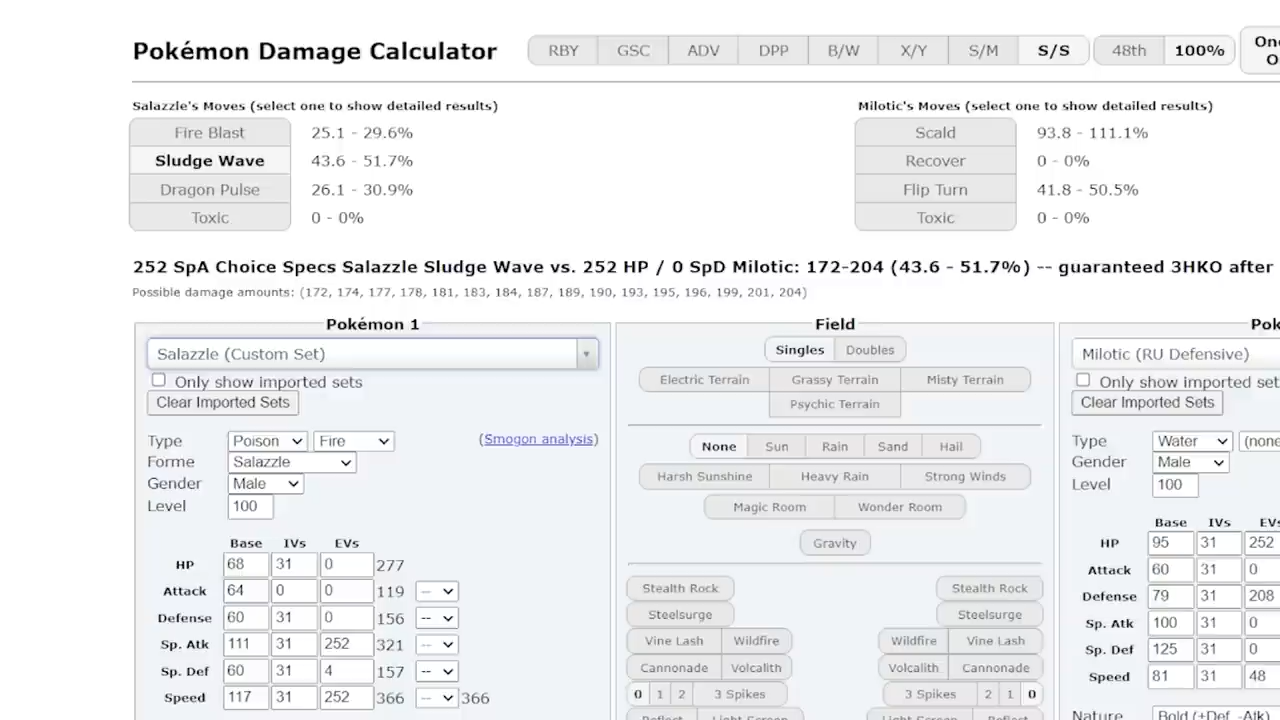 Pokémon Damage Calculator
RBY GSC ADV DPP B/W X/Y S/M S/S 48th 100%
Salazzle's Moves (select one to show detailed results)
Fire Blast 25.1 - 29.6%
Sludge Wave 43.6 - 51.7%
Dragon Pulse 26.1 - 30.9%
Toxic 0 - 0%
Milotic's Moves (select one to show detailed results)
Scald 93.8 - 111.1%
Recover 0 - 0%
Flip Turn 41.8 - 50.5%
Toxic 0 - 0%
252 SpA Choice Specs Salazzle Sludge Wave vs. 252 HP / 0 SpD Milotic: 172-204 (43.6 - 51.7%) -- guaranteed 3HKO after
Possible damage amounts: (172, 174, 177, 178, 181, 183, 184, 187, 189, 190, 193, 195, 196, 199, 201, 204)
Pokémon 1
Salazzle (Custom Set)
Only show imported sets
Clear Imported Sets
Type Poison Fire (Smogon analysis)
Forme Salazzle
Gender Male
Level 100
Base IVs EVs
HP 68 31 0 277
Attack 64 0 0 119 --
Defense 60 31 0 156 --
Sp. Atk 111 31 252 321 --
Sp. Def 60 31 4 157 --
Speed 117 31 252 366 -- 366
Field
Singles Doubles
Electric Terrain Grassy Terrain Misty Terrain
Psychic Terrain
None Sun Rain Sand Hail
Harsh Sunshine Heavy Rain Strong Winds
Magic Room Wonder Room
Gravity
Stealth Rock Stealth Rock
Steelsurge Steelsurge
Vine Lash Wildfire Wildfire Vine Lash
Cannonade Volcalith Volcalith Cannonade
0 1 2 3 Spikes 3 Spikes 2 1 0
Reflect Light Screen Light Screen Reflect
Milotic (RU Defensive)
Only show imported
Clear Imported Sets
Type Water (none
Gender Male
Level 100
Base IVs EVs
HP 95 31 252
Attack 60 31 0
Defense 79 31 208
Sp. Atk 100 31 0
Sp. Def 125 31 0
Speed 81 31 48
Nature Bold (+Def, -Atk)